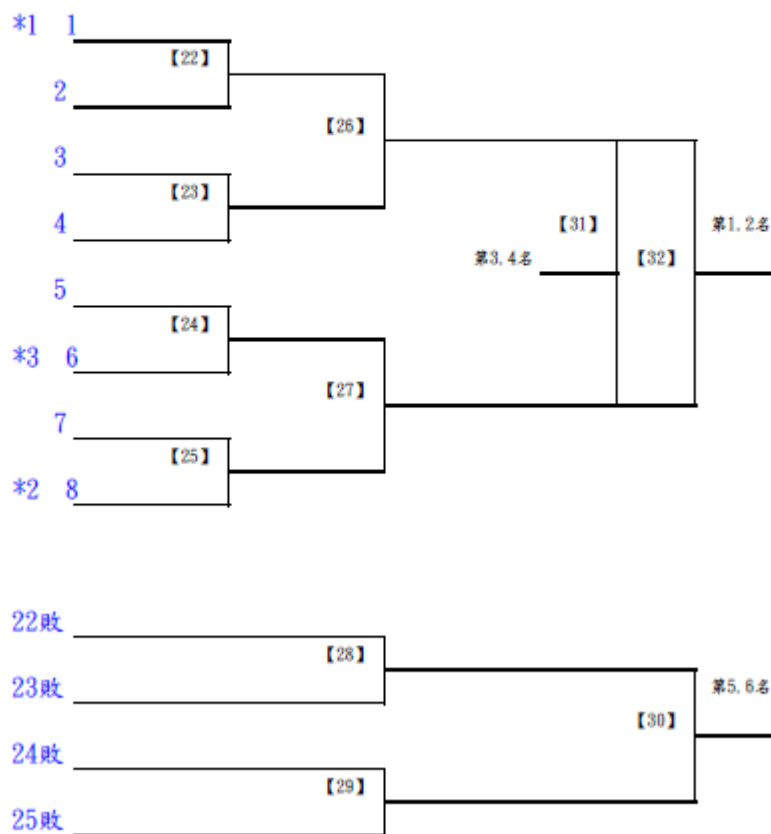 *1 1
【22】
2
【26】
3
【23】
4
【31】
第1.2名
第3.4名
【32】
5
【24】
*3 6
【27】
7
【25】
*2 8
22敗
【28】
23敗
第5.6名
【30】
24敗
【29】
25敗